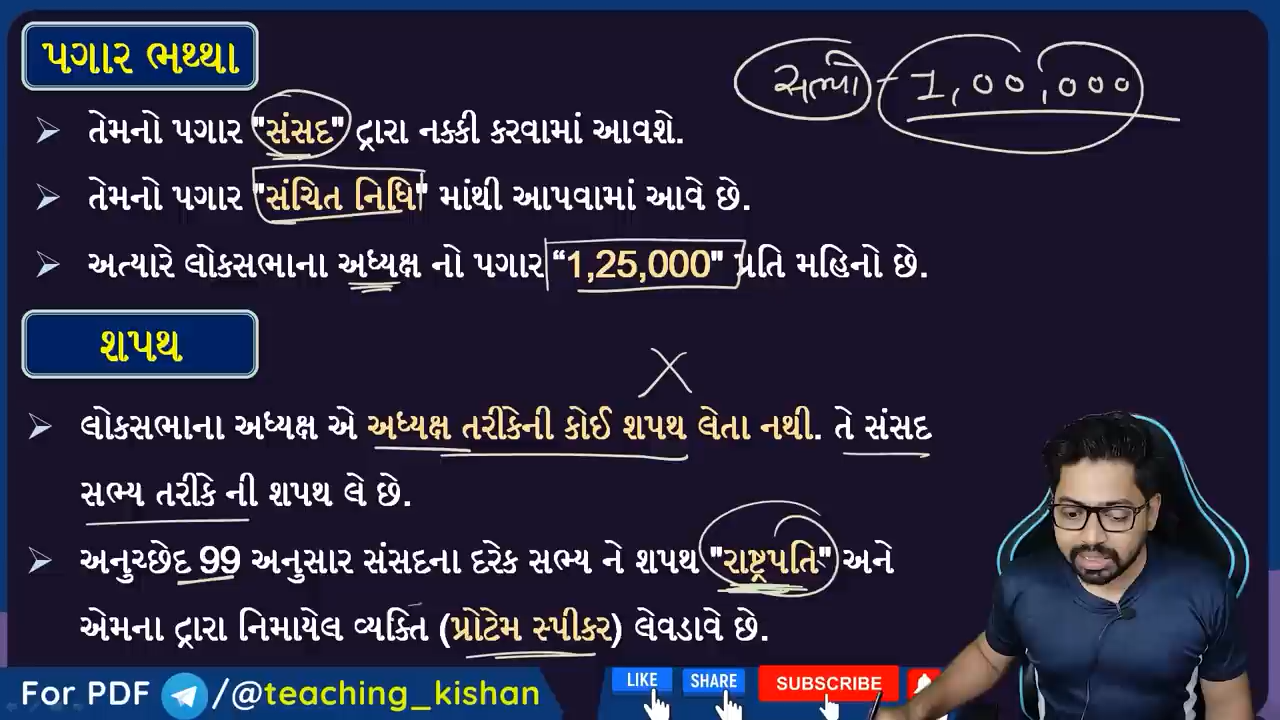 પગાર ભથ્થા
સભ્યો - 1,00,000
➢ તેમનો પગાર "સંસદ" દ્વારા નક્કી કરવામાં આવશે.
➢ તેમનો પગાર "સંચિત નિધિ" માંથી આપવામાં આવે છે.
➢ અત્યારે લોકસભાના અધ્યક્ષ નો પગાર “1,25,000" પ્રતિ મહિનો છે.
શપથ
➢ લોકસભાના અધ્યક્ષ એ અધ્યક્ષ તરીકેની કોઈ શપથ લેતા નથી. તે સંસદ
સભ્ય તરીકે ની શપથ લે છે.
➢ અનુચ્છેદ 99 અનુસાર સંસદના દરેક સભ્ય ને શપથ "રાષ્ટ્રપતિ" અને
એમના દ્વારા નિમાયેલ વ્યક્તિ (પ્રોટેમ સ્પીકર) લેવડાવે છે.
For PDF /@teaching_kishan
LIKE SHARE SUBSCRIBE